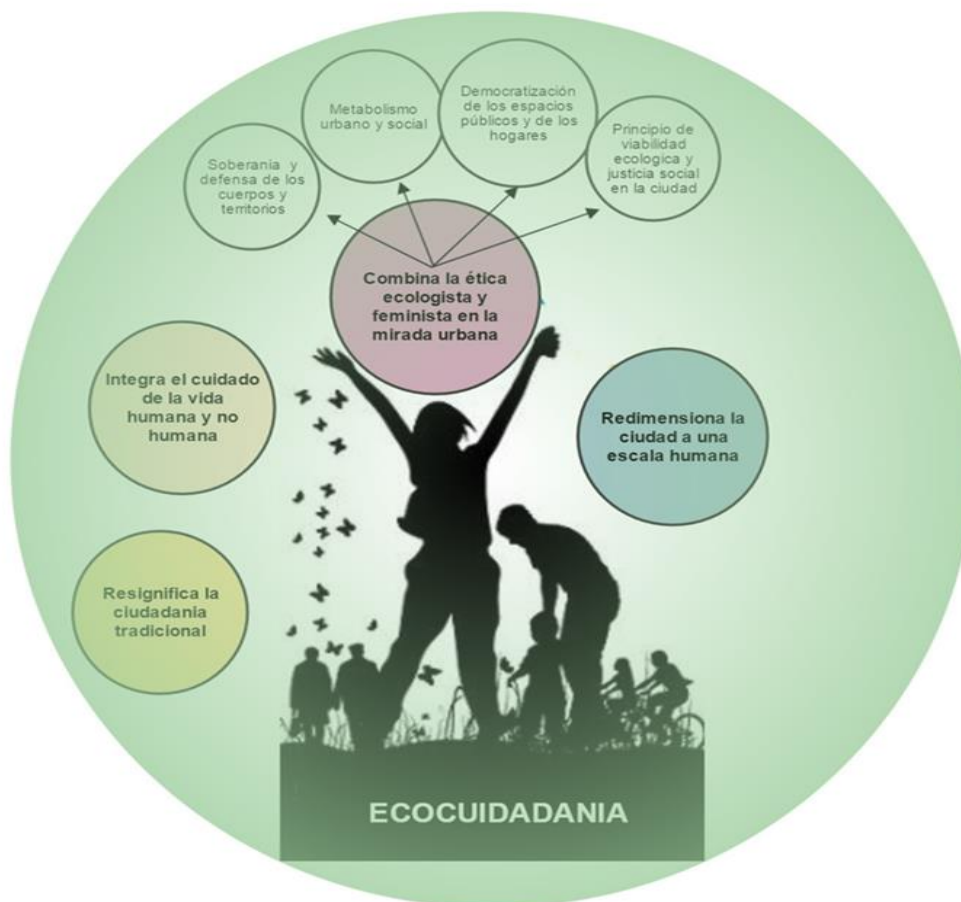 Metabolismo
urbano y social
Democratización
de los espacios
públicos y de los
hogares
Principio de
viabilidad
ecologica y
justicia social
en la ciudad
Soberanía y
defensa de los
cuerpos y
territorios
Combina la ética
ecologista y
feminista en la
mirada urbana
Integra el cuidado
de la vida
humana y no
humana
Redimensiona la
ciudad a una
escala humana
Resignifica la
ciudadania
tradicional
ECOCUIDADANIA